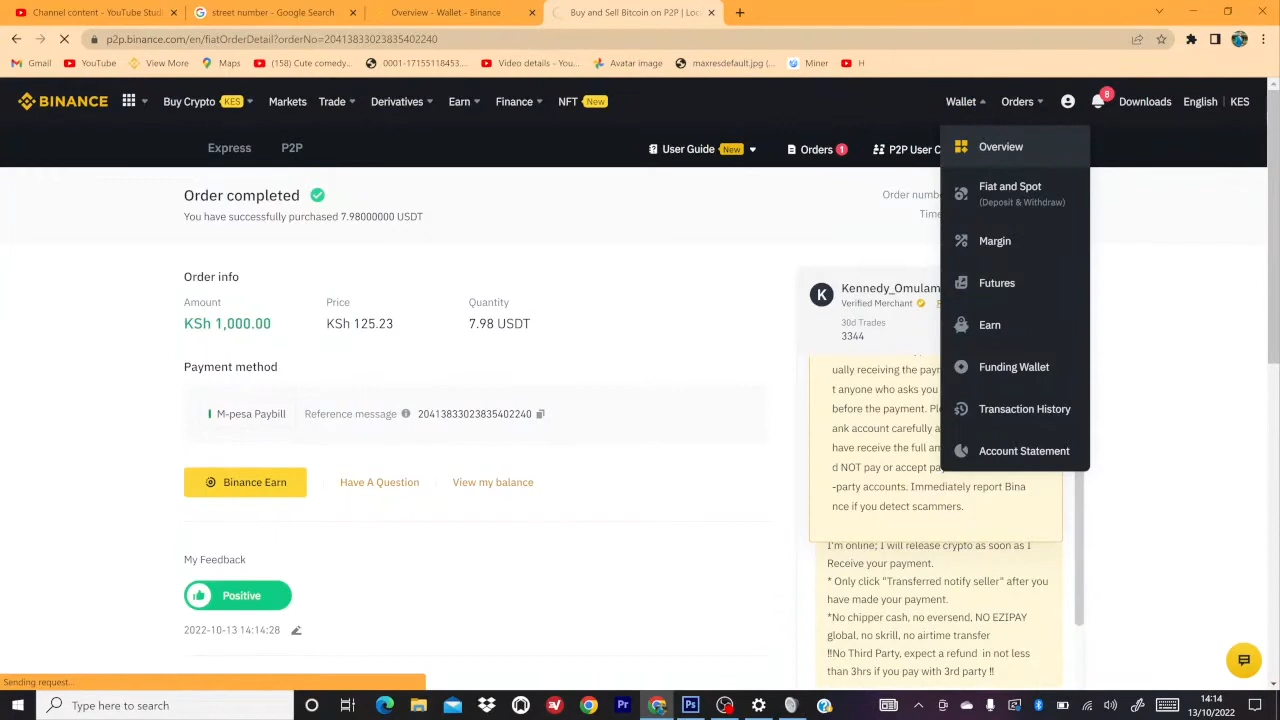 Channel content - YouTube Studi
street number - Google Search
Overview - Wallet - Binance
Buy and Sell Bitcoin on P2P | Loc
p2p.binance.com/en/fiatOrderDetail?orderNo=20413833023835402240
Gmail
YouTube
View More
Maps
(158) Cute comedy...
0001-17155118453...
Video details - You...
Avatar image
maxresdefault.jpg (...
Miner
H
BINANCE
Buy Crypto KES
Markets
Trade
Derivatives
Earn
Finance
NFT New
Wallet
Orders
8
Downloads
English | KES
Express
P2P
User Guide New
Orders 1
P2P User C
Overview
Fiat and Spot
(Deposit & Withdraw)
Margin
Futures
Earn
Funding Wallet
Transaction History
Account Statement
Order completed
You have successfully purchased 7.98000000 USDT
Order numbe
Time
Order info
Amount
Price
Quantity
KSh 1,000.00
KSh 125.23
7.98 USDT
Payment method
M-pesa Paybill
Reference message
20413833023835402240
Binance Earn
Have A Question
View my balance
My Feedback
Positive
2022-10-13 14:14:28
K
Kennedy_Omulam
Verified Merchant
30d Trades
3344
ually receiving the payn
t anyone who asks you
before the payment. Pl
ank account carefully a
have receive the full am
d NOT pay or accept pay
-party accounts. Immediately report Bina
nce if you detect scammers.
I'm online; I will release crypto as soon as I
Receive your payment.
* Only click "Transferred notify seller" after you
have made your payment.
*No chipper cash, no eversend, NO EZIPAY
global, no skrill, no airtime transfer
!!No Third Party, expect a refund in not less
than 3hrs if you pay with 3rd party !!
Sending request...
Type here to search
Pr
Ps
14:14
13/10/2022